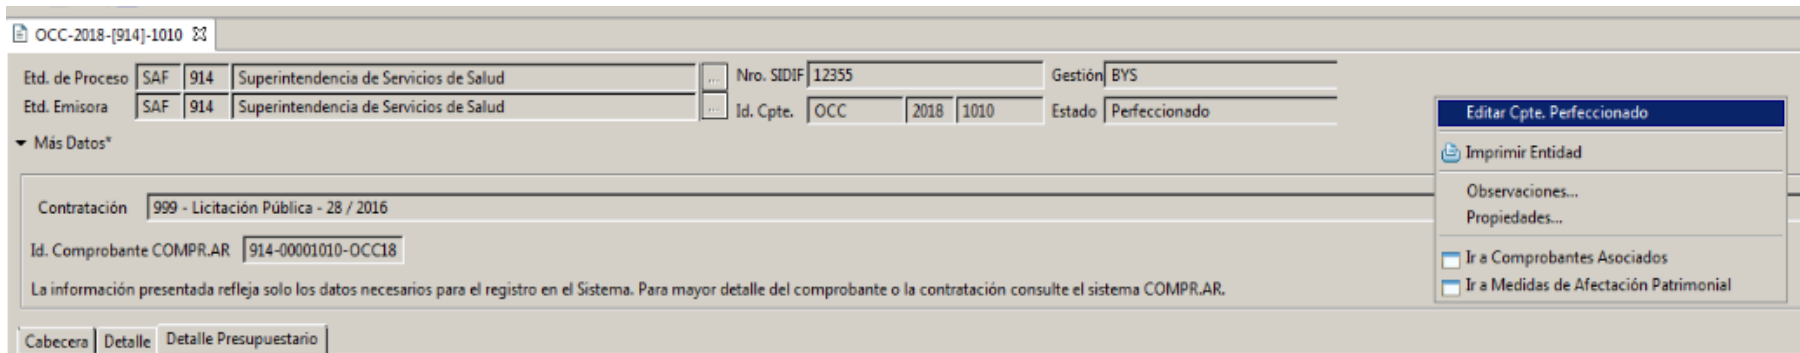 OCC-2018-[914]-1010
Etd. de Proceso SAF 914 Superintendencia de Servicios de Salud ... Nro. SIDIF 12355 Gestión BYS
Etd. Emisora SAF 914 Superintendencia de Servicios de Salud ... Id. Cpte. OCC 2018 1010 Estado Perfeccionado
Más Datos*
Contratación 999 - Licitación Pública - 28 / 2016
Id. Comprobante COMPR.AR 914-00001010-OCC18
La información presentada refleja solo los datos necesarios para el registro en el Sistema. Para mayor detalle del comprobante o la contratación consulte el sistema COMPR.AR.
Cabecera Detalle Detalle Presupuestario
Editar Cpte. Perfeccionado
Imprimir Entidad
Observaciones...
Propiedades...
Ir a Comprobantes Asociados
Ir a Medidas de Afectación Patrimonial